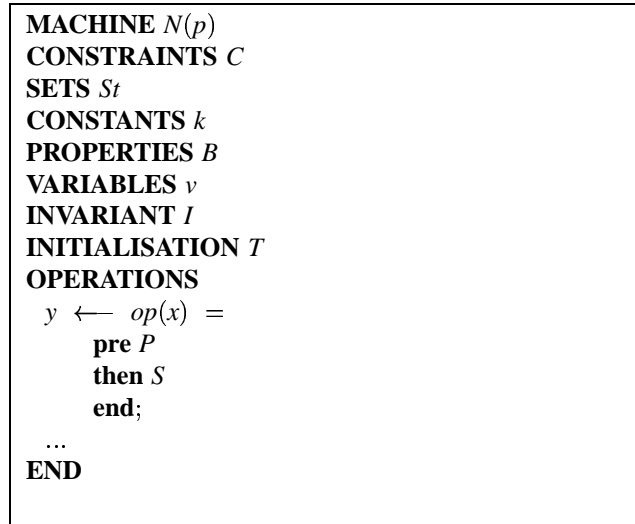 MACHINE N(p)
CONSTRAINTS C
SETS St
CONSTANTS k
PROPERTIES B
VARIABLES v
INVARIANT I
INITIALISATION T
OPERATIONS
y ⟵ op(x) =
pre P
then S
end;
...
END